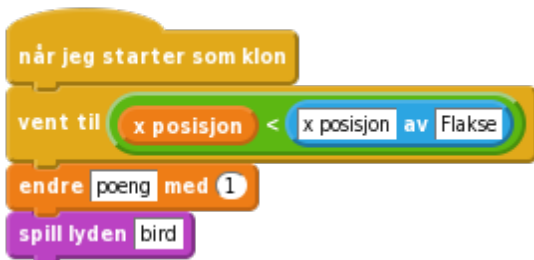 når jeg starter som klon
vent til x posisjon < x posisjon av Flakse
endre poeng med 1
spill lyden bird